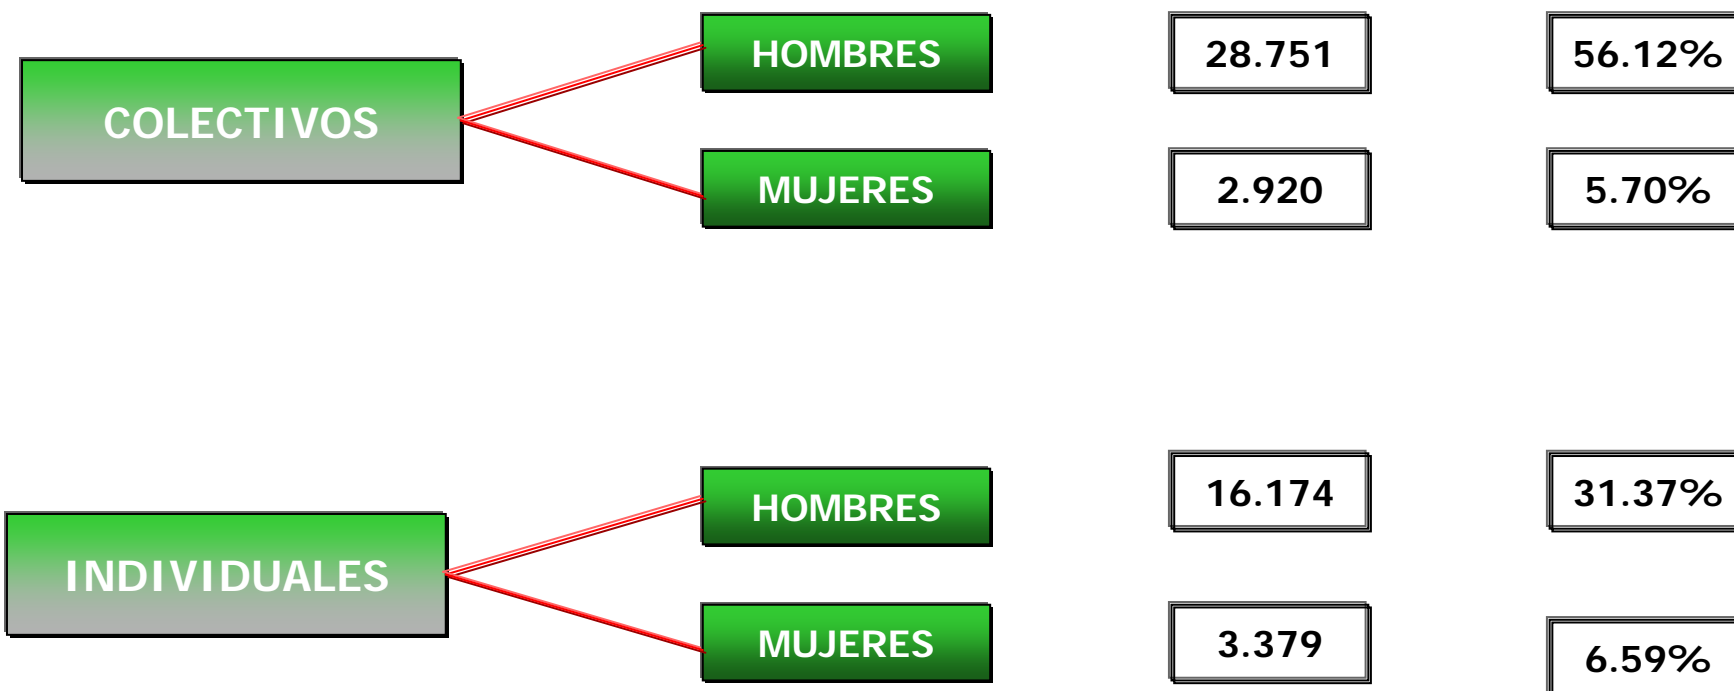 COLECTIVOS
HOMBRES 28.751 56.12%
MUJERES 2.920 5.70%
INDIVIDUALES
HOMBRES 16.174 31.37%
MUJERES 3.379 6.59%